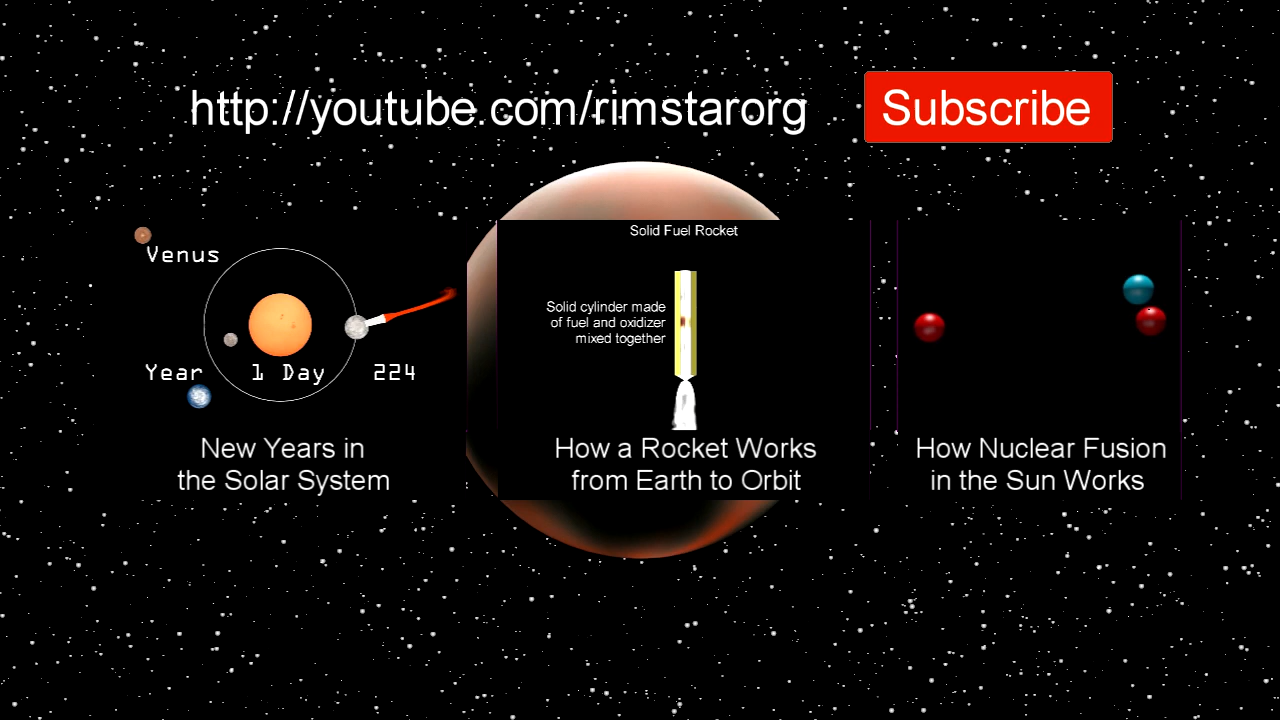 http://youtube.com/rimstarorg
Subscribe
Venus
Year 1 Day 224
New Years in
the Solar System
Solid Fuel Rocket
Solid cylinder made
of fuel and oxidizer
mixed together
How a Rocket Works
from Earth to Orbit
How Nuclear Fusion
in the Sun Works